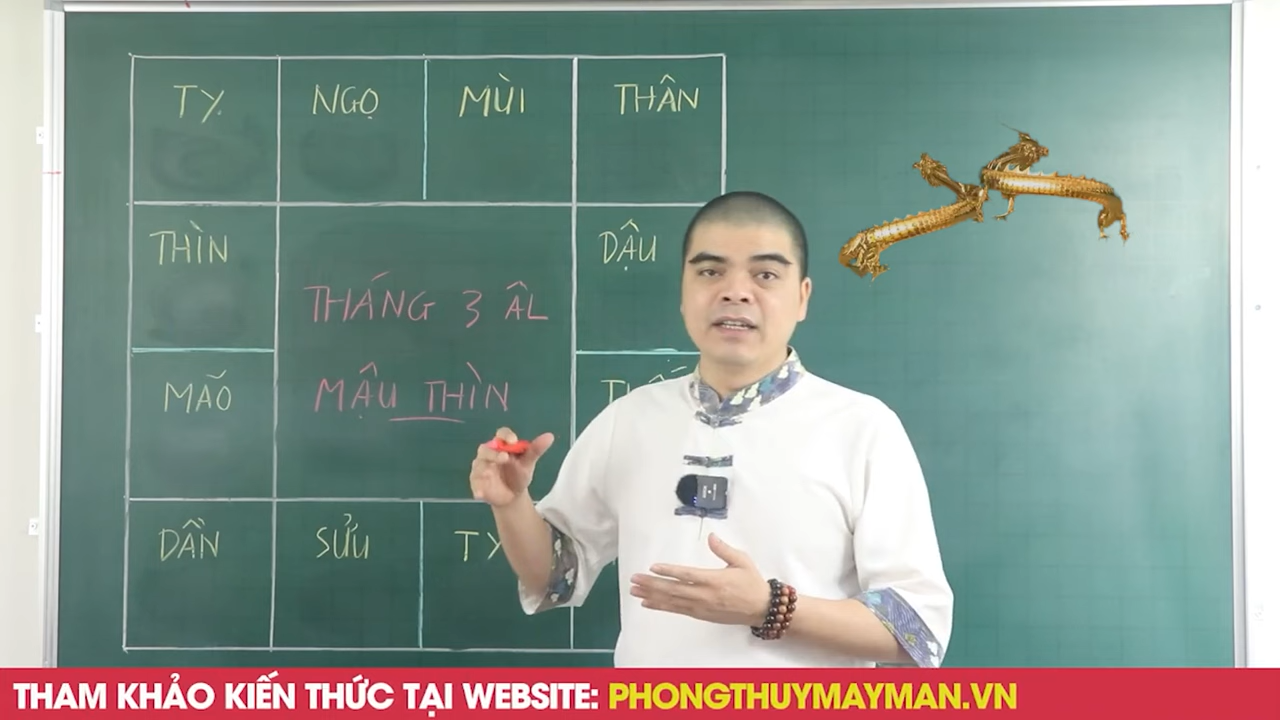 TỴ NGỌ MÙI THÂN
THÌN DẬU
THÁNG 3 ÂL
MÃO MẬU THÌN
DẦN SỬU
THAM KHẢO KIẾN THỨC TẠI WEBSITE: PHONGTHUYMAYMAN.VN